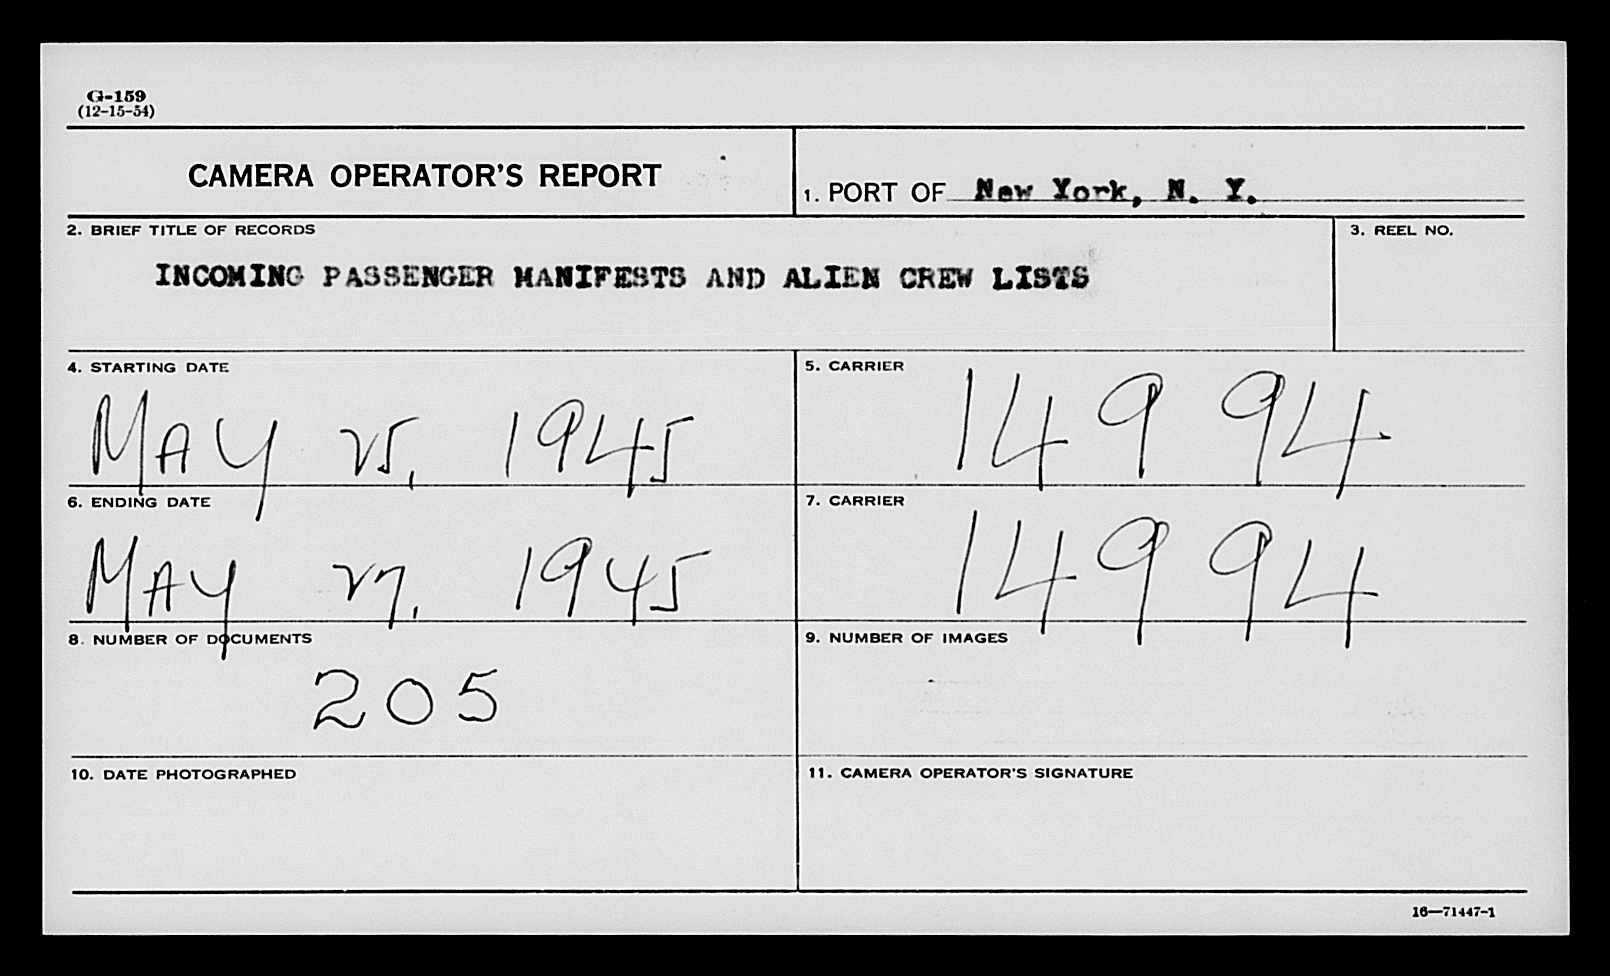 G-159
(12-15-54)
CAMERA OPERATOR'S REPORT
1. PORT OF New York, N. Y.
2. BRIEF TITLE OF RECORDS
3. REEL NO.
INCOMING PASSENGER MANIFESTS AND ALIEN CREW LISTS
4. STARTING DATE
5. CARRIER
MAY 25, 1945
14994
6. ENDING DATE
7. CARRIER
MAY 27, 1945
14994
8. NUMBER OF DOCUMENTS
9. NUMBER OF IMAGES
205
10. DATE PHOTOGRAPHED
11. CAMERA OPERATOR'S SIGNATURE
16—71447-1